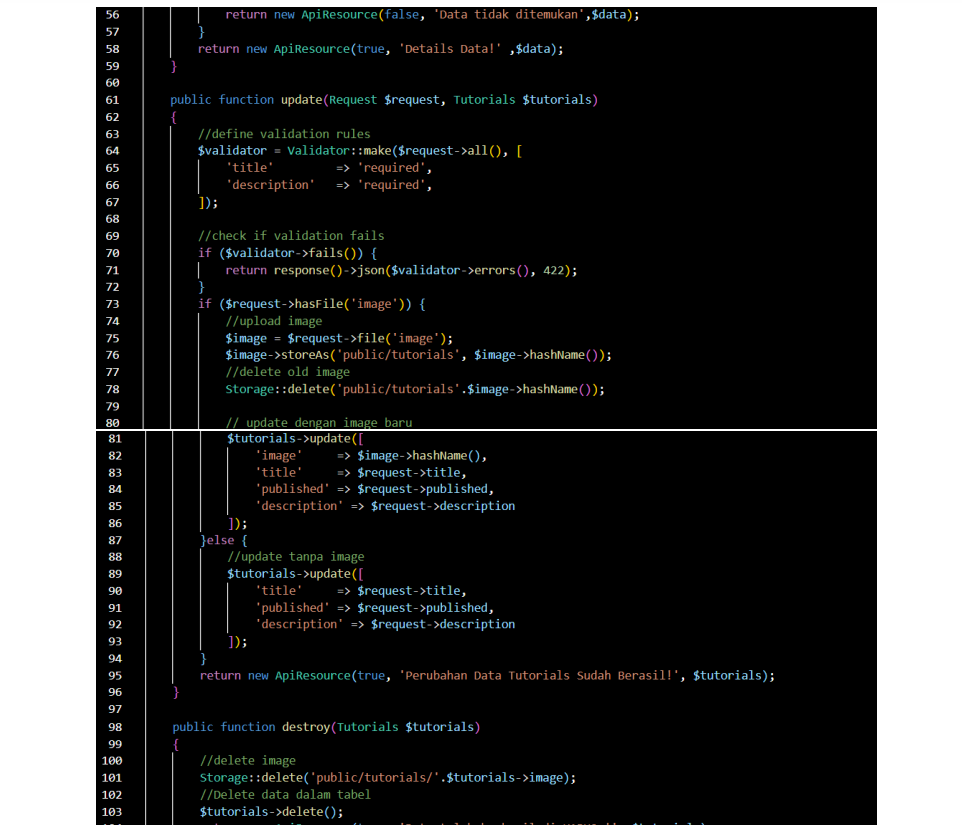 56 return new ApiResource(false, 'Data tidak ditemukan',$data);
57 }
58 return new ApiResource(true, 'Details Data!' ,$data);
59 }
60
61 public function update(Request $request, Tutorials $tutorials)
62 {
63 //define validation rules
64 $validator = Validator::make($request->all(), [
65 'title' => 'required',
66 'description' => 'required',
67 ]);
68
69 //check if validation fails
70 if ($validator->fails()) {
71 return response()->json($validator->errors(), 422);
72 }
73 if ($request->hasFile('image')) {
74 //upload image
75 $image = $request->file('image');
76 $image->storeAs('public/tutorials', $image->hashName());
77 //delete old image
78 Storage::delete('public/tutorials'.$image->hashName());
79
80 // update dengan image baru
81 $tutorials->update([
82 'image' => $image->hashName(),
83 'title' => $request->title,
84 'published' => $request->published,
85 'description' => $request->description
86 ]);
87 }else {
88 //update tanpa image
89 $tutorials->update([
90 'title' => $request->title,
91 'published' => $request->published,
92 'description' => $request->description
93 ]);
94 }
95 return new ApiResource(true, 'Perubahan Data Tutorials Sudah Berasil!', $tutorials);
96 }
97
98 public function destroy(Tutorials $tutorials)
99 {
100 //delete image
101 Storage::delete('public/tutorials/'.$tutorials->image);
102 //Delete data dalam tabel
103 $tutorials->delete();